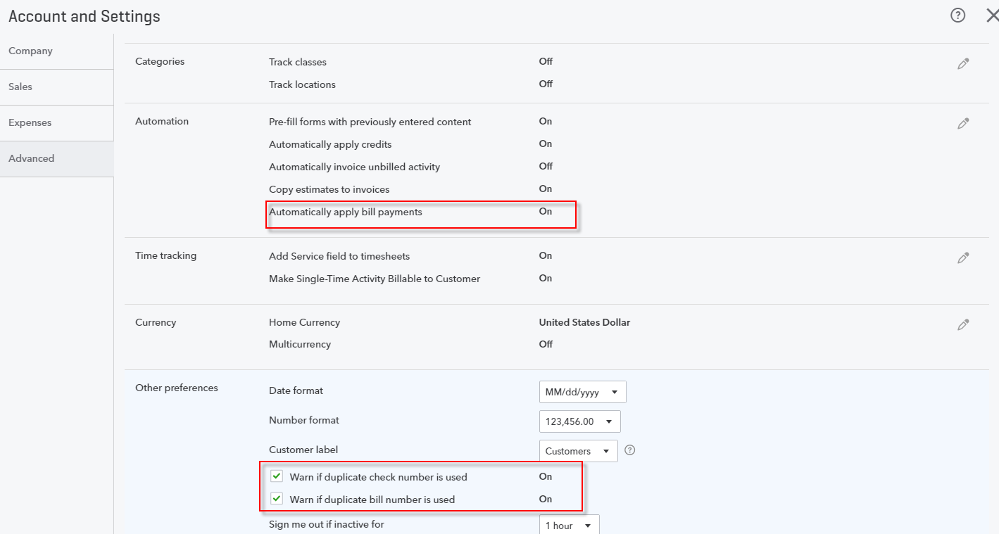 Account and Settings
?
Company
Sales
Expenses
Advanced
Categories
Track classes Off
Track locations Off
Automation
Pre-fill forms with previously entered content On
Automatically apply credits On
Automatically invoice unbilled activity Off
Copy estimates to invoices On
Automatically apply bill payments On
Time tracking
Add Service field to timesheets On
Make Single-Time Activity Billable to Customer On
Currency
Home Currency United States Dollar
Multicurrency Off
Other preferences
Date format MM/dd/yyyy
Number format 123,456.00
Customer label Customers ?
Warn if duplicate check number is used On
Warn if duplicate bill number is used On
Sign me out if inactive for 1 hour